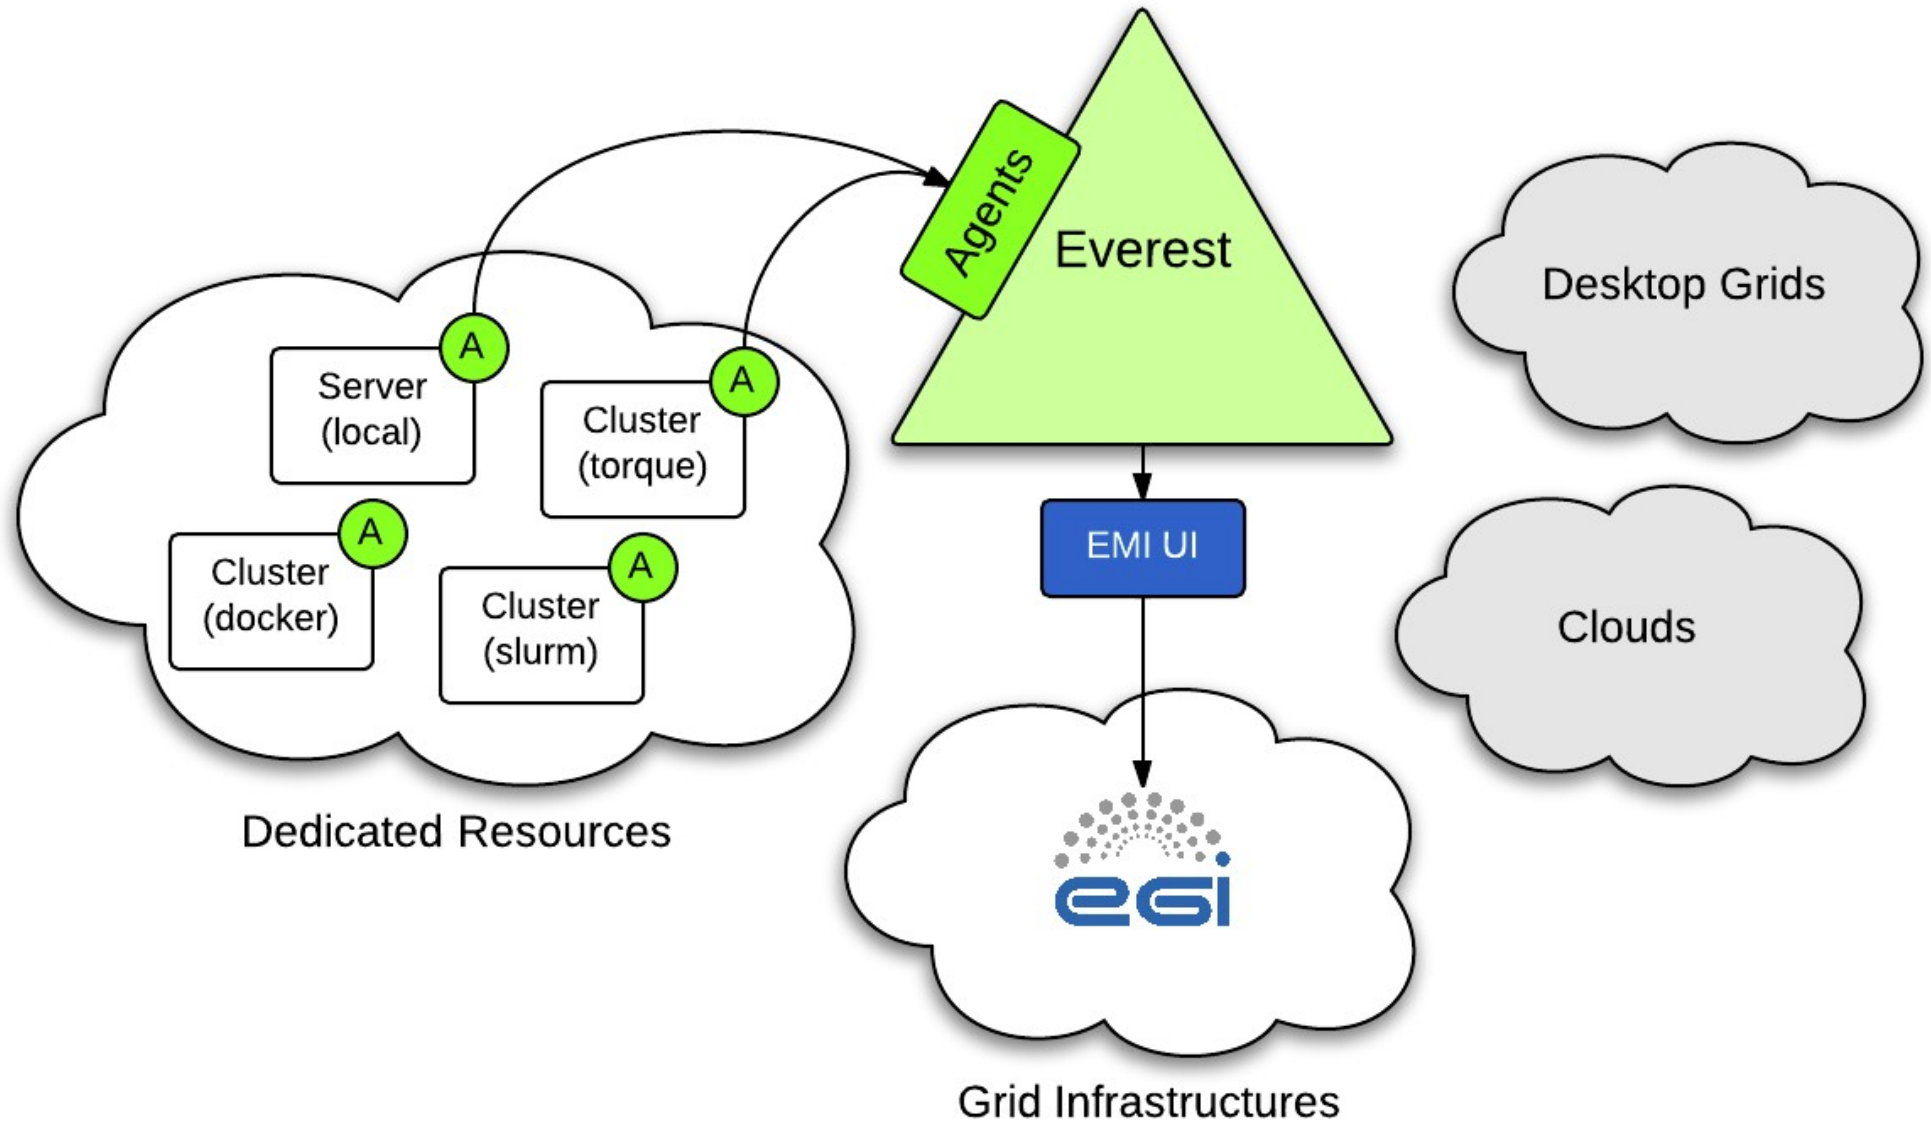 Agents
Everest
Desktop Grids
A
Server
(local)
A
Cluster
(torque)
A
Cluster
(docker)
A
Cluster
(slurm)
EMI UI
Clouds
Dedicated Resources
egi
Grid Infrastructures